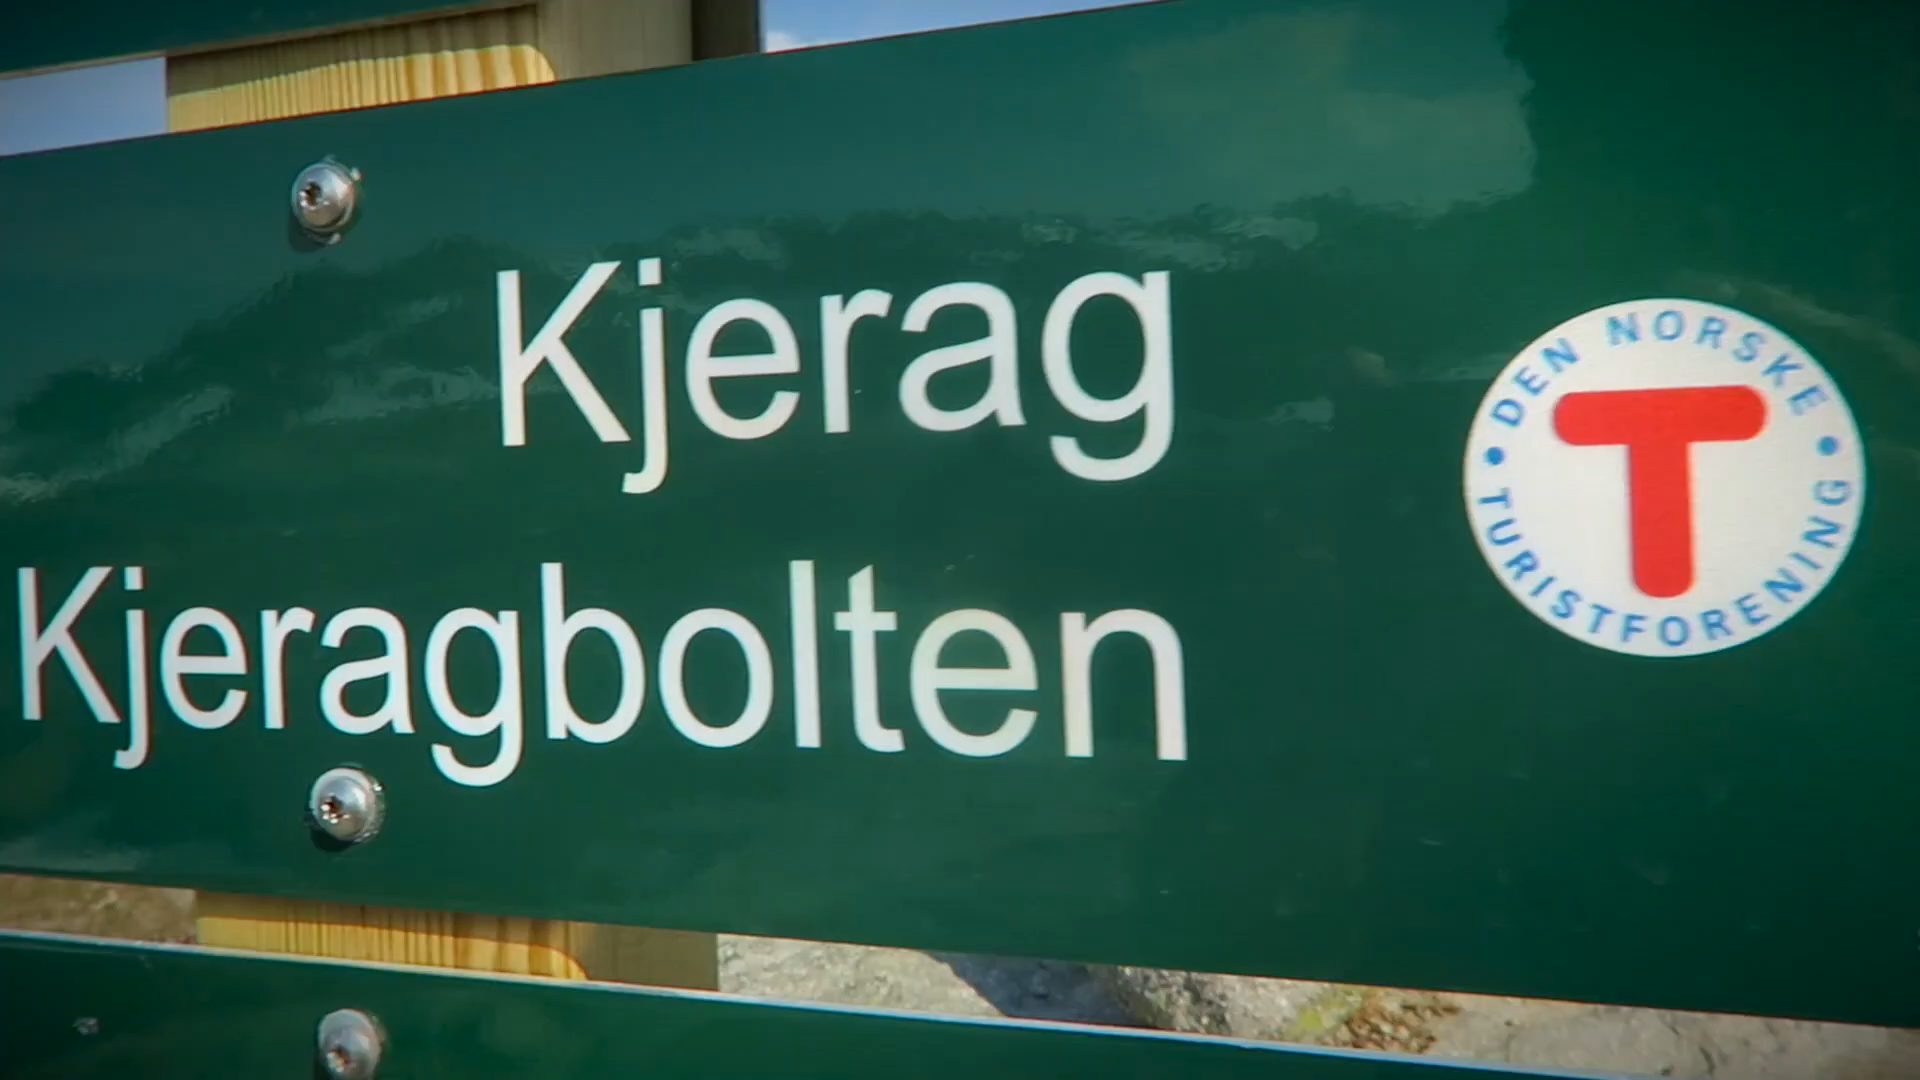 Kjerag
Kjeragbolten
DEN NORSKE
TURISTFORENING
T